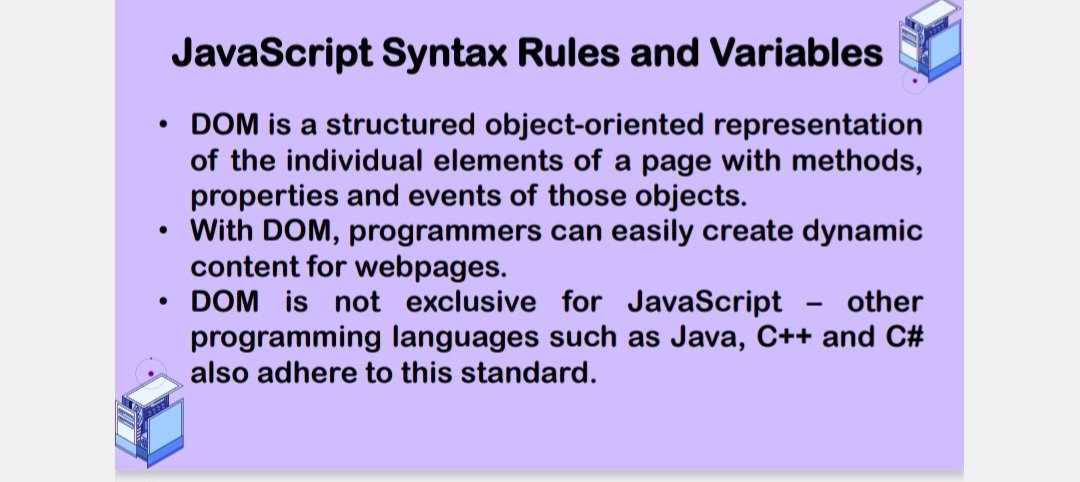 JavaScript Syntax Rules and Variables
• DOM is a structured object-oriented representation
of the individual elements of a page with methods,
properties and events of those objects.
• With DOM, programmers can easily create dynamic
content for webpages.
• DOM is not exclusive for JavaScript – other
programming languages such as Java, C++ and C#
also adhere to this standard.